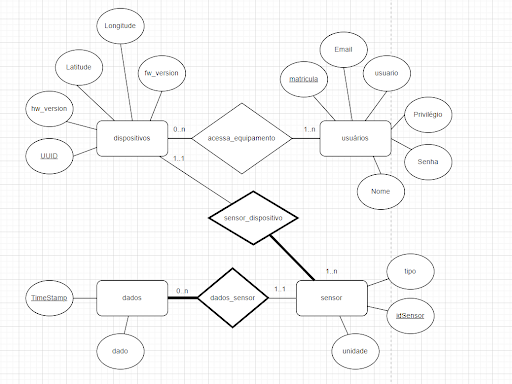 Longitude
Email
Latitude
fw_version
matrícula
usuario
hw_version
Privilégio
0..n
1..n
dispositivos
acessa_equipamento
usuários
UUID
1..1
Senha
Nome
sensor_dispositivo
1..n
tipo
0..n
1..1
TimeStamp
dados
dados_sensor
sensor
idSensor
dado
unidade